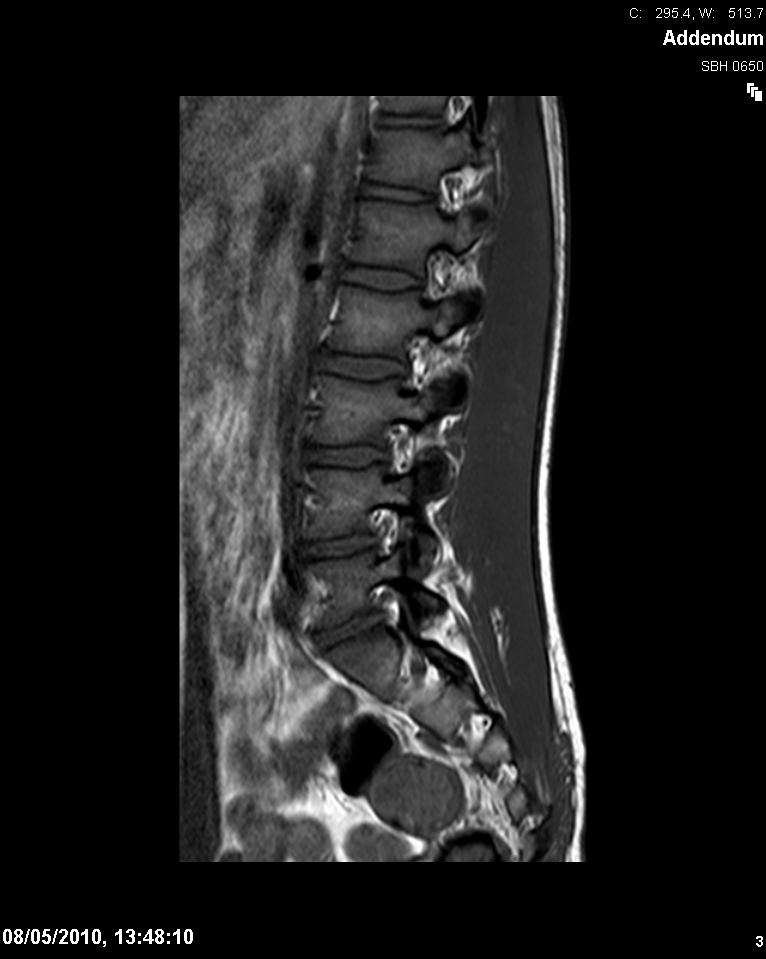 C: 295.4, W: 513.7
Addendum
SBH 0650
08/05/2010, 13:48:10
3